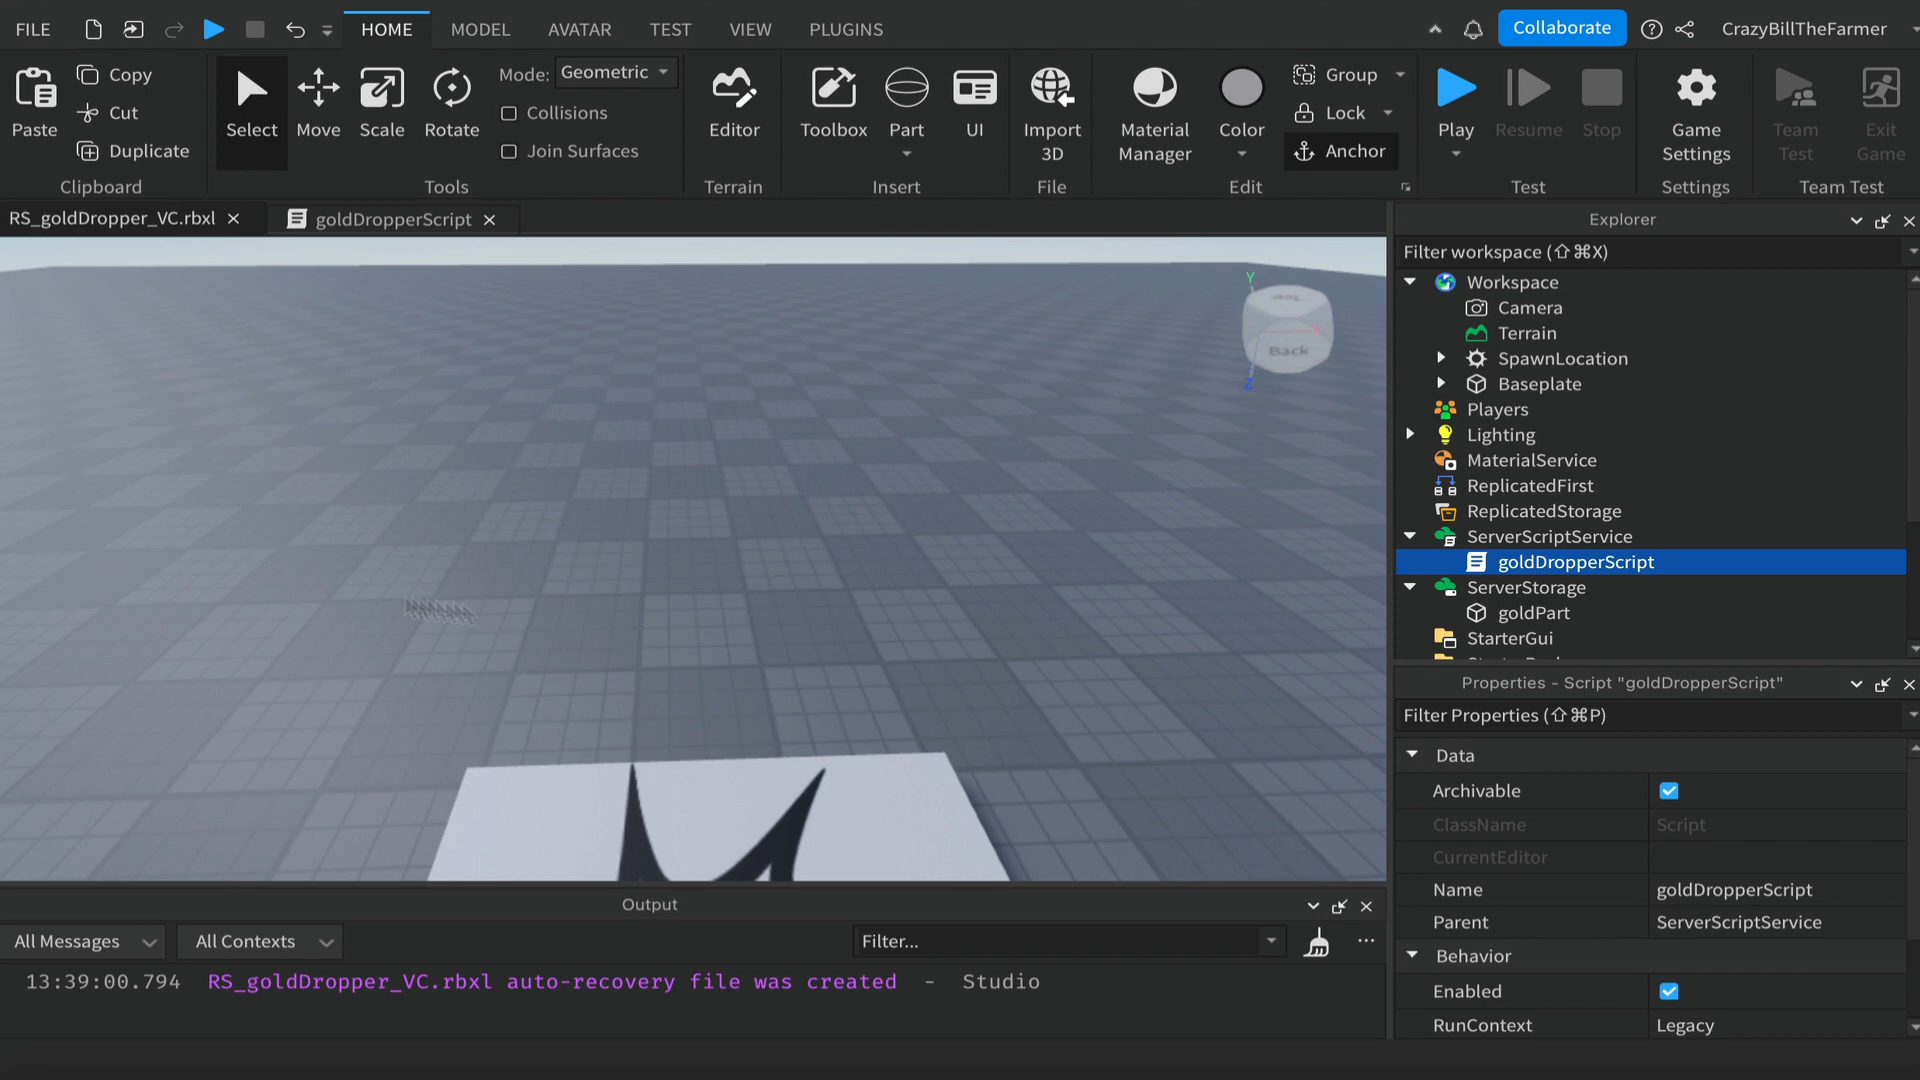 FILE HOME MODEL AVATAR TEST VIEW PLUGINS Collaborate CrazyBillTheFarmer
Paste Copy Cut Duplicate Clipboard
Select Move Scale Rotate Mode: Geometric Collisions Join Surfaces Tools
Editor Terrain
Toolbox Part UI Insert
Import 3D File
Material Manager Color Group Lock Anchor Edit
Play Resume Stop Test
Game Settings Settings
Team Test Exit Game Team Test
RS_goldDropper_VC.rbxl goldDropperScript
Y
Back
Z
Explorer
Filter workspace (⇧⌘X)
Workspace
Camera
Terrain
SpawnLocation
Baseplate
Players
Lighting
MaterialService
ReplicatedFirst
ReplicatedStorage
ServerScriptService
goldDropperScript
ServerStorage
goldPart
StarterGui
Properties - Script "goldDropperScript"
Filter Properties (⇧⌘P)
Data
Archivable
ClassName Script
CurrentEditor
Name goldDropperScript
Parent ServerScriptService
Behavior
Enabled
RunContext Legacy
Output
All Messages All Contexts Filter...
13:39:00.794 RS_goldDropper_VC.rbxl auto-recovery file was created - Studio